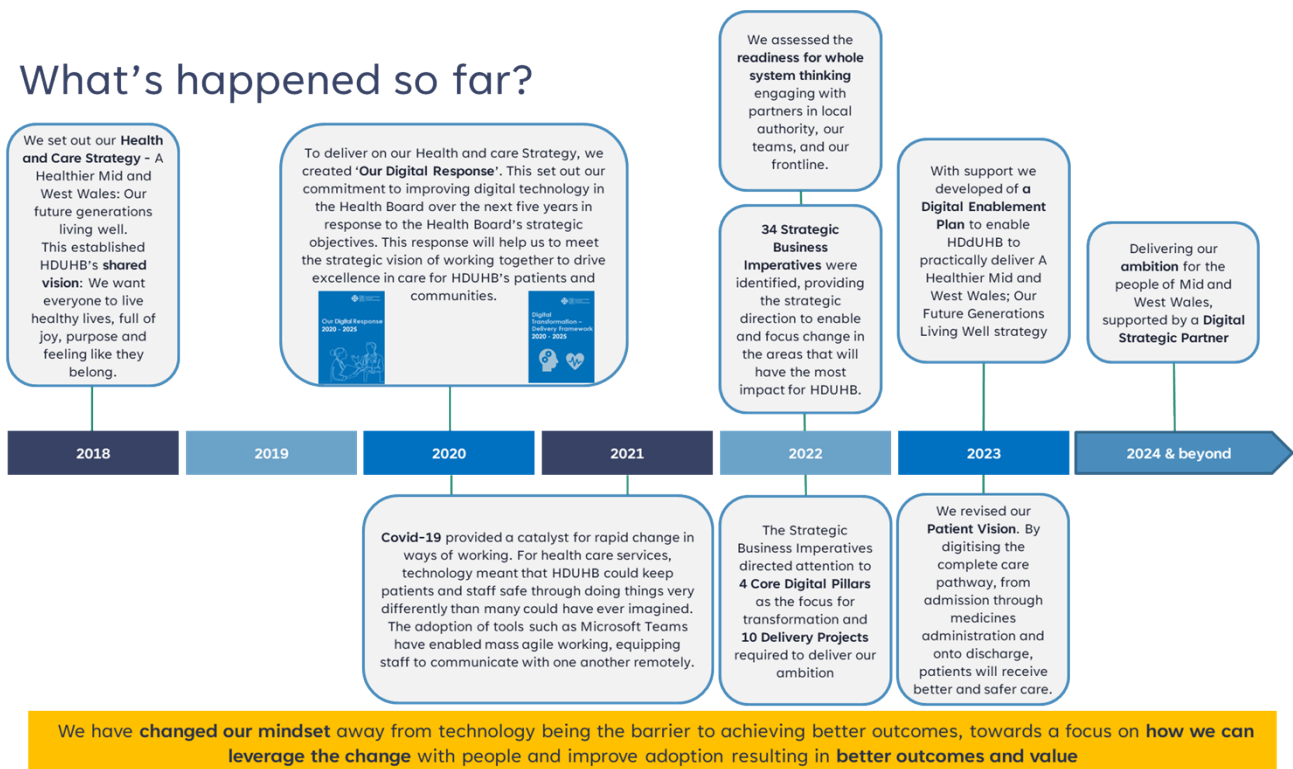 What's happened so far?
We set out our Health
and Care Strategy - A
Healthier Mid and
West Wales: Our
future generations
living well.
This established
HDUHB's shared
vision: We want
everyone to live
healthy lives, full of
joy, purpose and
feeling like they
belong.
To deliver on our Health and care Strategy, we
created 'Our Digital Response'. This set out our
commitment to improving digital technology in
the Health Board over the next five years in
response to the Health Board's strategic
objectives. This response will help us to meet
the strategic vision of working together to drive
excellence in care for HDUHB's patients and
communities.
Our Digital Response
2020 - 2025
Digital
Transformation –
Delivery Framework
2020 - 2025
We assessed the
readiness for whole
system thinking
engaging with
partners in local
authority, our
teams, and our
frontline.
34 Strategic
Business
Imperatives were
identified, providing
the strategic
direction to enable
and focus change in
the areas that will
have the most
impact for HDUHB.
With support we
developed of a
Digital Enablement
Plan to enable
HDdUHB to
practically deliver A
Healthier Mid and
West Wales; Our
Future Generations
Living Well strategy
Delivering our
ambition for the
people of Mid and
West Wales,
supported by a Digital
Strategic Partner
2018
2019
2020
2021
2022
2023
2024 & beyond
Covid-19 provided a catalyst for rapid change in
ways of working. For health care services,
technology meant that HDUHB could keep
patients and staff safe through doing things very
differently than many could have ever imagined.
The adoption of tools such as Microsoft Teams
have enabled mass agile working, equipping
staff to communicate with one another remotely.
The Strategic
Business Imperatives
directed attention to
4 Core Digital Pillars
as the focus for
transformation and
10 Delivery Projects
required to deliver our
ambition
We revised our
Patient Vision. By
digitising the
complete care
pathway, from
admission through
medicines
administration and
onto discharge,
patients will receive
better and safer care.
We have changed our mindset away from technology being the barrier to achieving better outcomes, towards a focus on how we can
leverage the change with people and improve adoption resulting in better outcomes and value